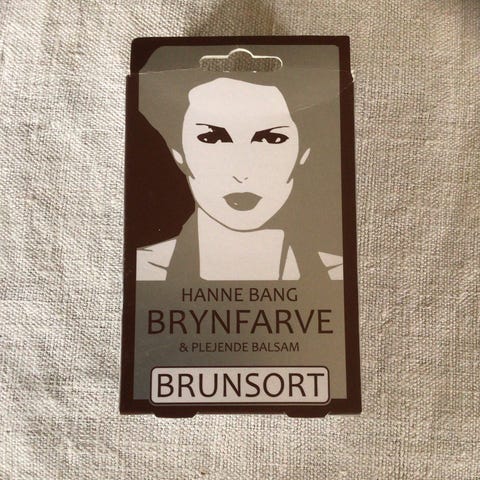 HANNE BANG
BRYNFARVE
& PLEJENDE BALSAM
BRUNSORT